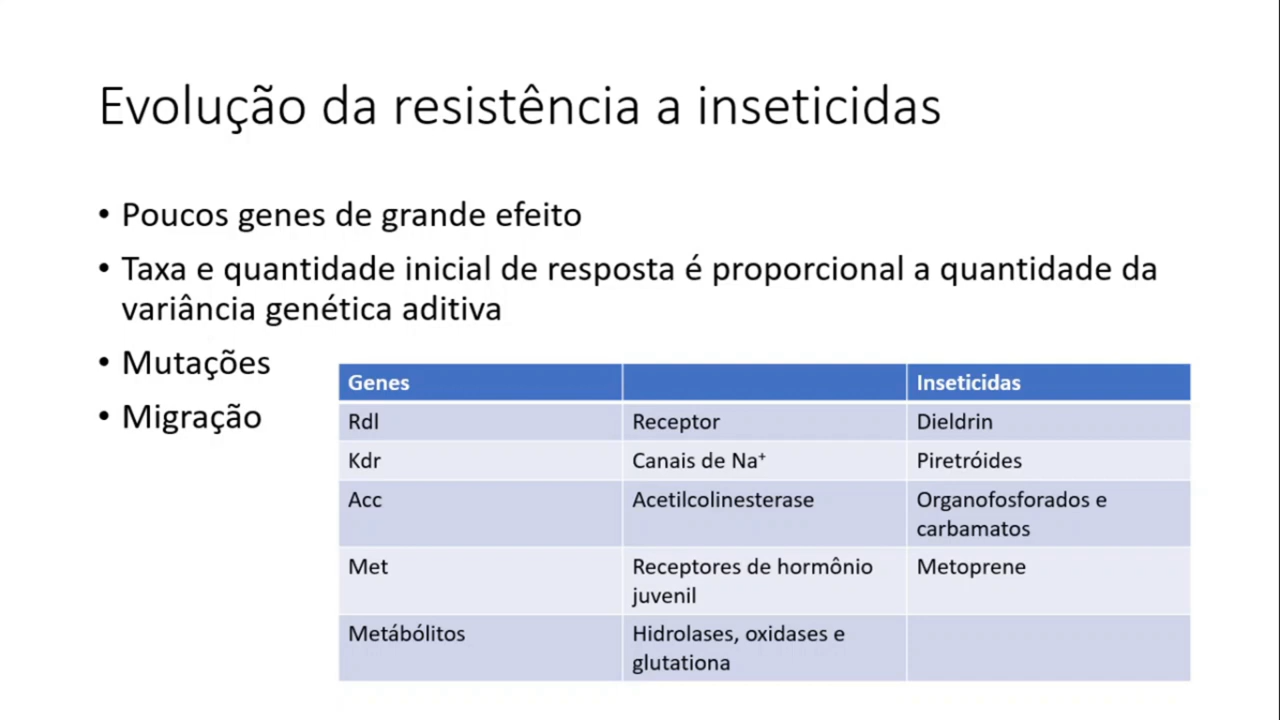 Evolução da resistência a inseticidas
• Poucos genes de grande efeito
• Taxa e quantidade inicial de resposta é proporcional a quantidade da
variância genética aditiva
• Mutações
• Migração
Genes Inseticidas
Rdl Receptor Dieldrin
Kdr Canais de Na⁺ Piretróides
Acc Acetilcolinesterase Organofosforados e
carbamatos
Met Receptores de hormônio Metoprene
juvenil
Metábólitos Hidrolases, oxidases e
glutationa